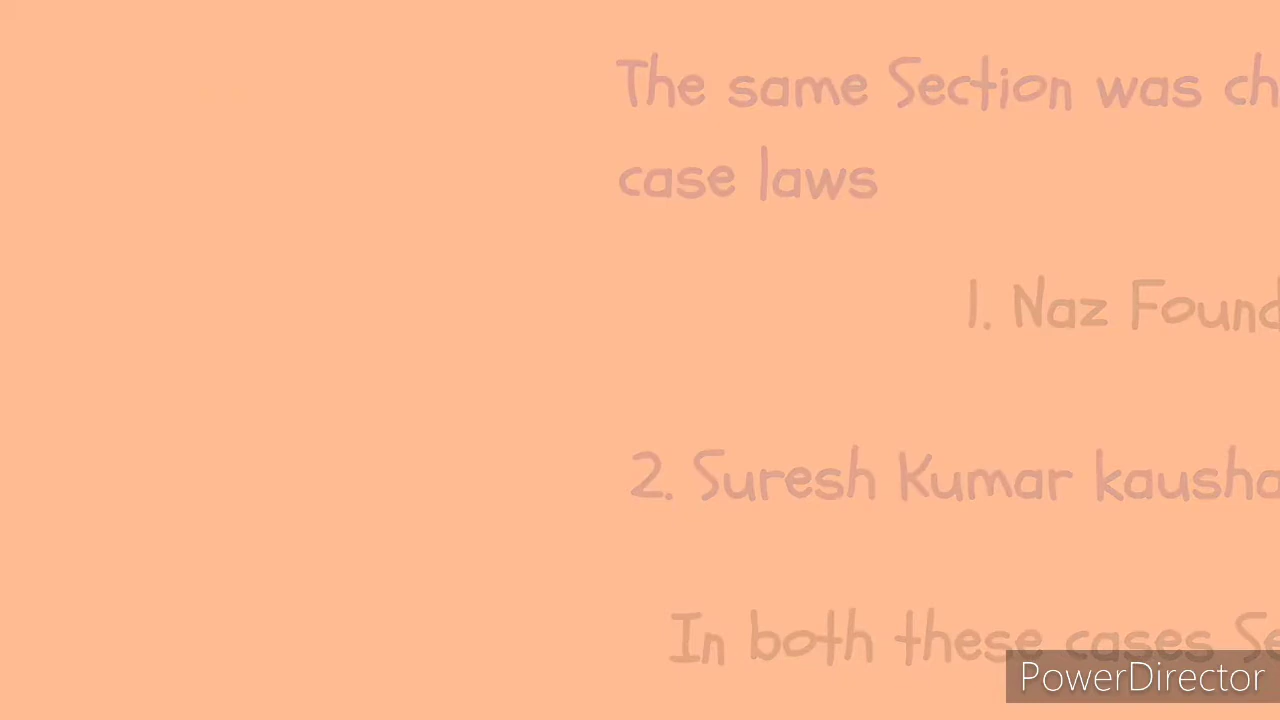 The same Section was ch
case laws
1. Naz Found
2. Suresh Kumar kausha
In both these cases Se
PowerDirector